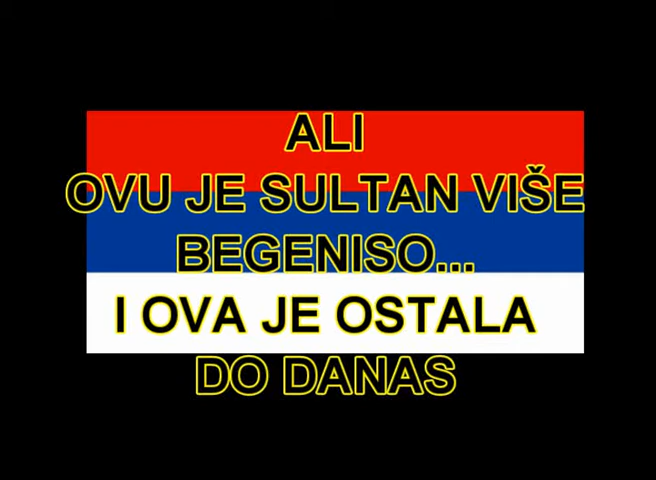 ALI
OVU JE SULTAN VIŠE
BEGENISO...
I OVA JE OSTALA
DO DANAS